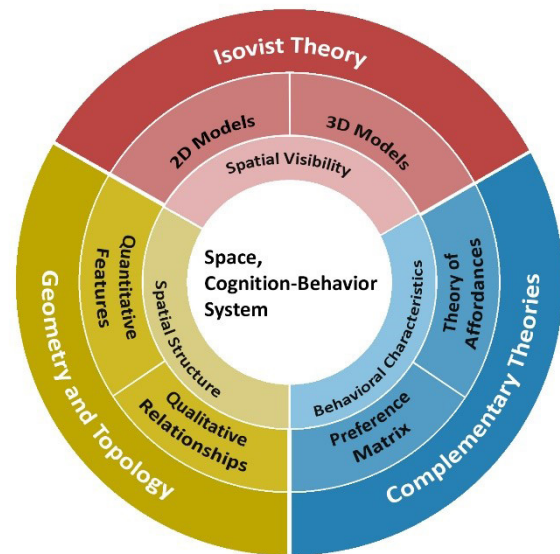 Isovist Theory
2D Models
3D Models
Spatial Visibility
Space,
Cognition-Behavior
System
Geometry and Topology
Quantitative
Features
Spatial Structure
Qualitative
Relationships
Behavioral Characteristics
Theory of
Affordances
Preference
Matrix
Complementary Theories